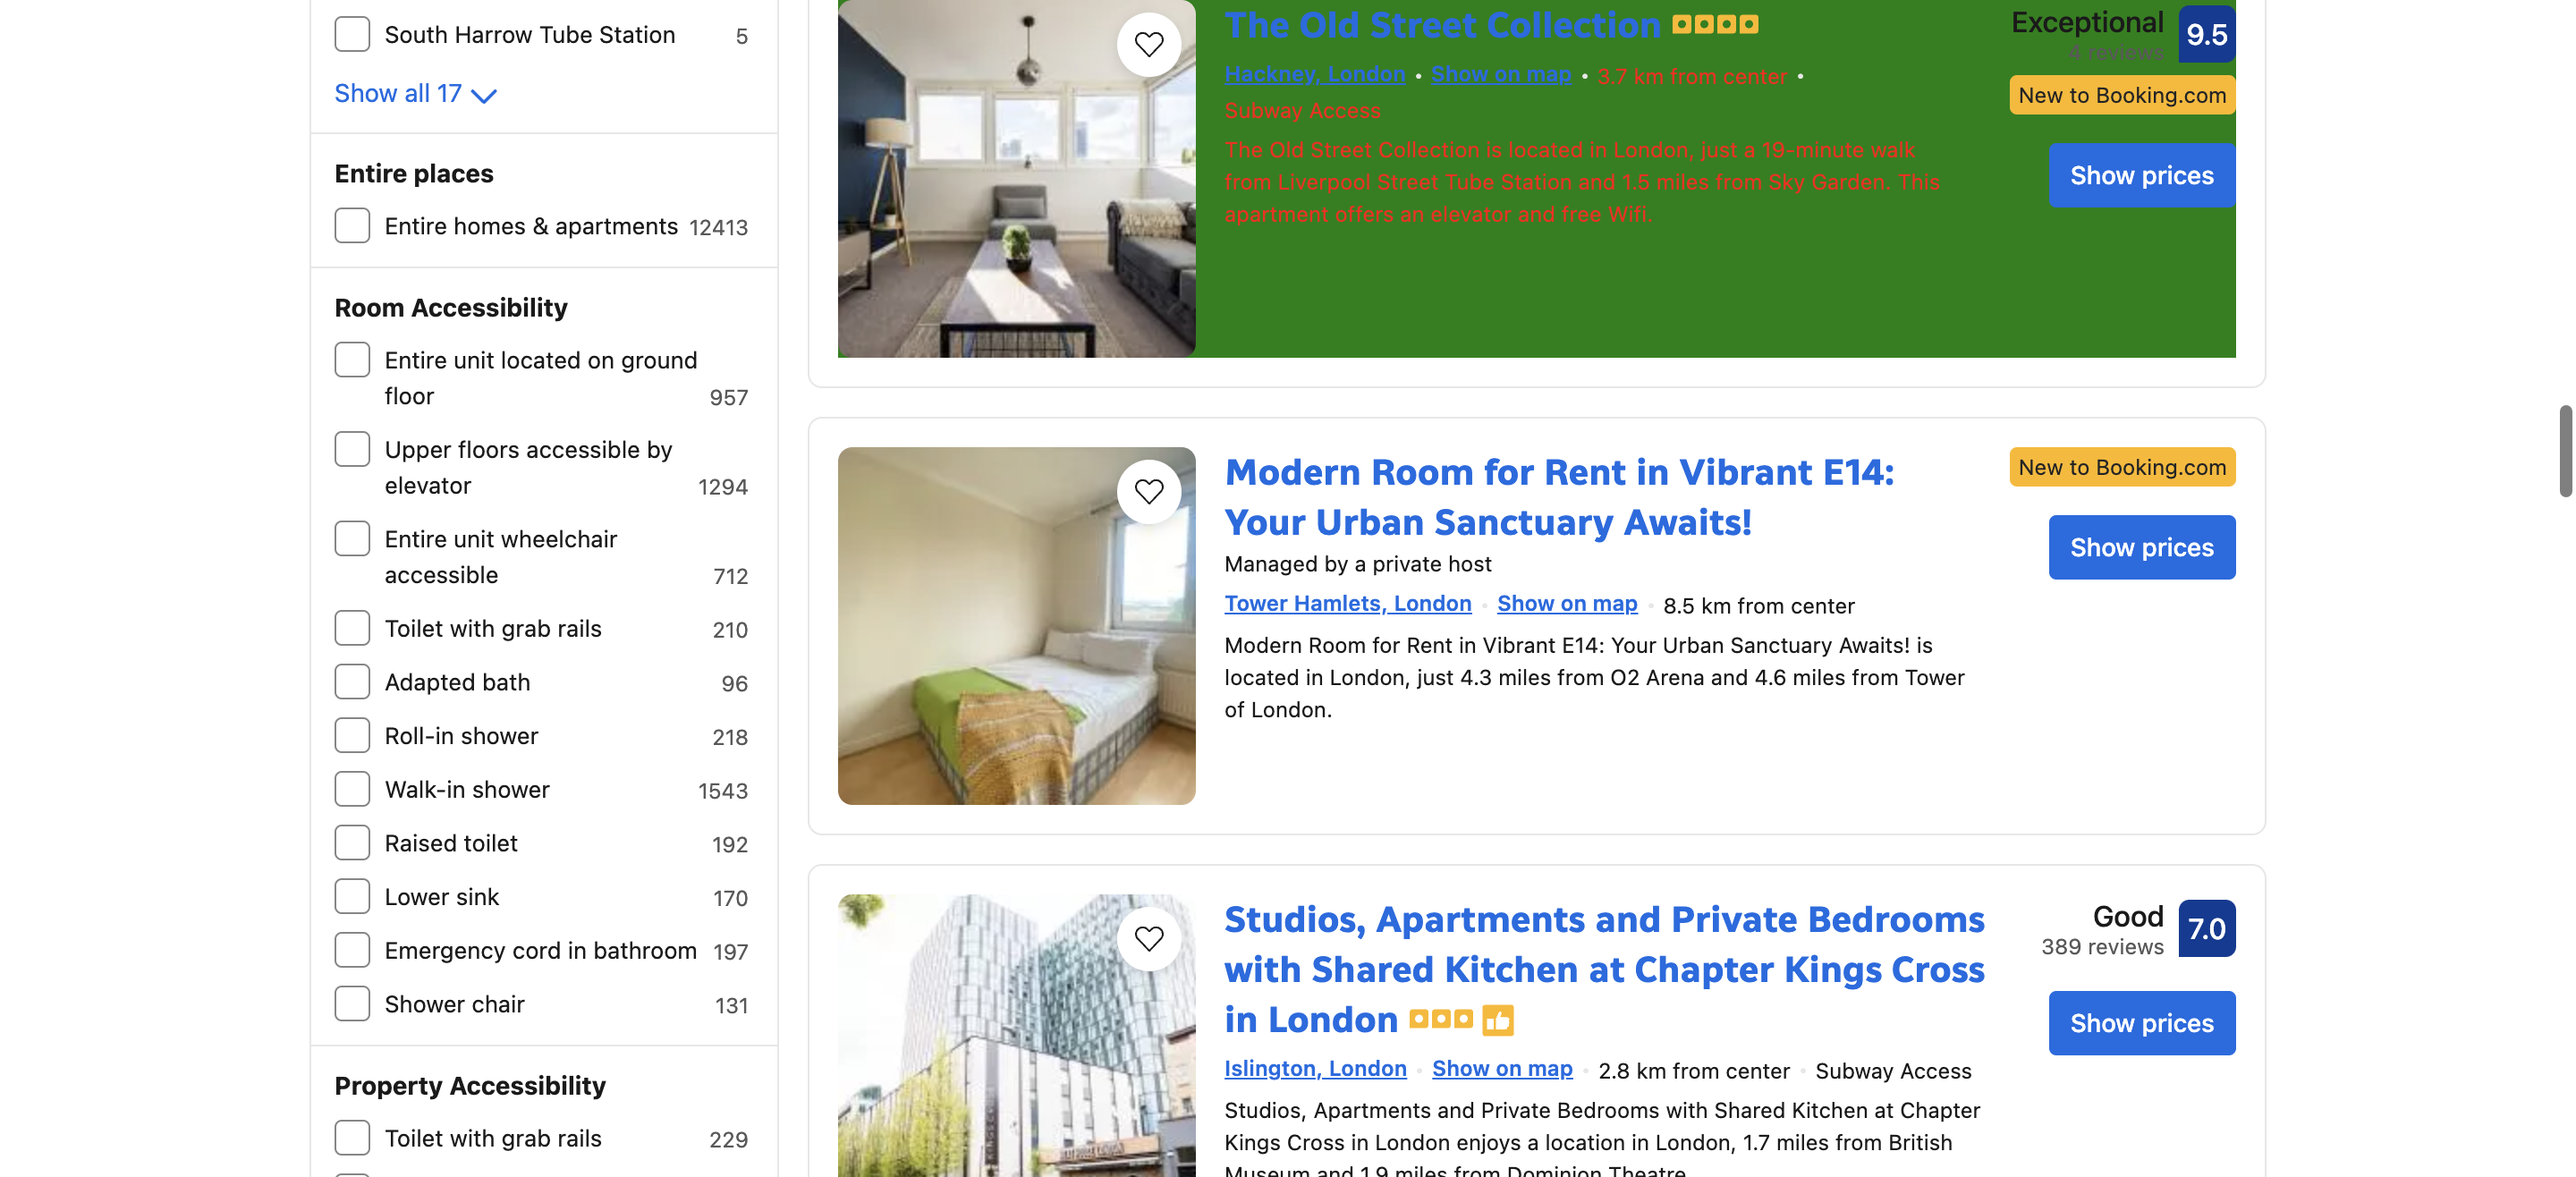 South Harrow Tube Station 5
Show all 17
Entire places
Entire homes & apartments 12413
Room Accessibility
Entire unit located on ground
floor 957
Upper floors accessible by
elevator 1294
Entire unit wheelchair
accessible 712
Toilet with grab rails 210
Adapted bath 96
Roll-in shower 218
Walk-in shower 1543
Raised toilet 192
Lower sink 170
Emergency cord in bathroom 197
Shower chair 131
Property Accessibility
Toilet with grab rails 229
The Old Street Collection
Hackney, London • Show on map • 3.7 km from center •
Subway Access
The Old Street Collection is located in London, just a 19-minute walk
from Liverpool Street Tube Station and 1.5 miles from Sky Garden. This
apartment offers an elevator and free Wifi.
Exceptional 9.5
4 reviews
New to Booking.com
Show prices
Modern Room for Rent in Vibrant E14:
Your Urban Sanctuary Awaits!
Managed by a private host
Tower Hamlets, London • Show on map • 8.5 km from center
Modern Room for Rent in Vibrant E14: Your Urban Sanctuary Awaits! is
located in London, just 4.3 miles from O2 Arena and 4.6 miles from Tower
of London.
New to Booking.com
Show prices
Studios, Apartments and Private Bedrooms
with Shared Kitchen at Chapter Kings Cross
in London
Islington, London • Show on map • 2.8 km from center • Subway Access
Studios, Apartments and Private Bedrooms with Shared Kitchen at Chapter
Kings Cross in London enjoys a location in London, 1.7 miles from British
Museum and 1.9 miles from Dominion Theatre.
Good 7.0
389 reviews
Show prices